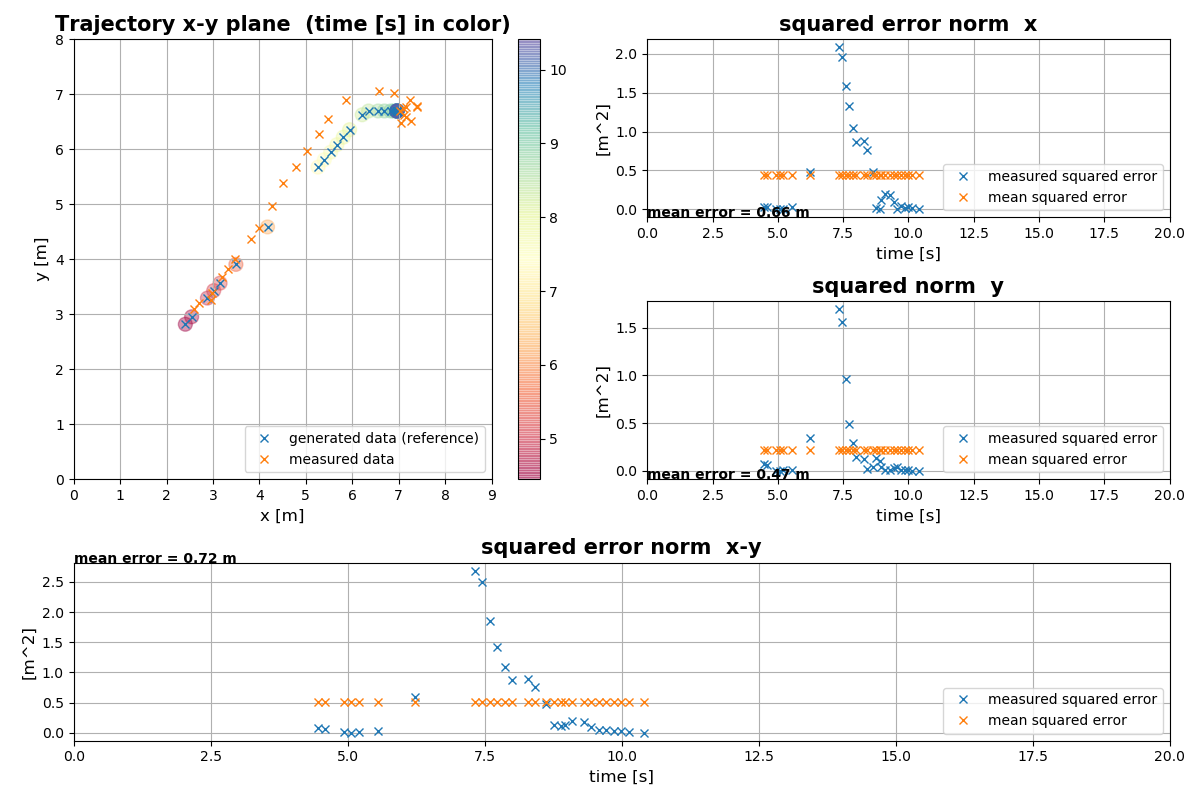 Trajectory x-y plane  (time [s] in color)
8
7
6
5
4
3
2
1
0
y [m]
0 1 2 3 4 5 6 7 8 9
x [m]
generated data (reference)
measured data
10
9
8
7
6
5
squared error norm  x
2.0
1.5
1.0
0.5
0.0
[m^2]
mean error = 0.66 m
measured squared error
mean squared error
0.0 2.5 5.0 7.5 10.0 12.5 15.0 17.5 20.0
time [s]
squared norm  y
1.5
1.0
0.5
0.0
[m^2]
mean error = 0.47 m
measured squared error
mean squared error
0.0 2.5 5.0 7.5 10.0 12.5 15.0 17.5 20.0
time [s]
squared error norm  x-y
mean error = 0.72 m
2.5
2.0
1.5
1.0
0.5
0.0
[m^2]
measured squared error
mean squared error
0.0 2.5 5.0 7.5 10.0 12.5 15.0 17.5 20.0
time [s]